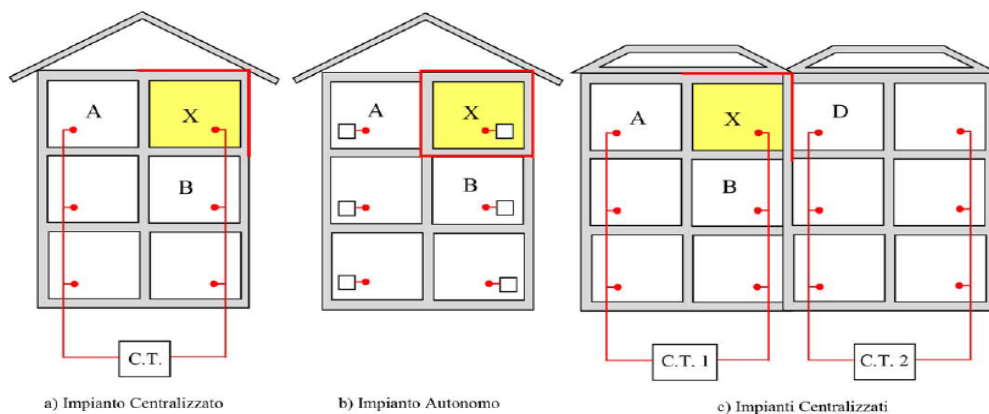 A X B
C.T.
a) Impianto Centralizzato
A X B
b) Impianto Autonomo
A X D
B
C.T. 1 C.T. 2
c) Impianti Centralizzati